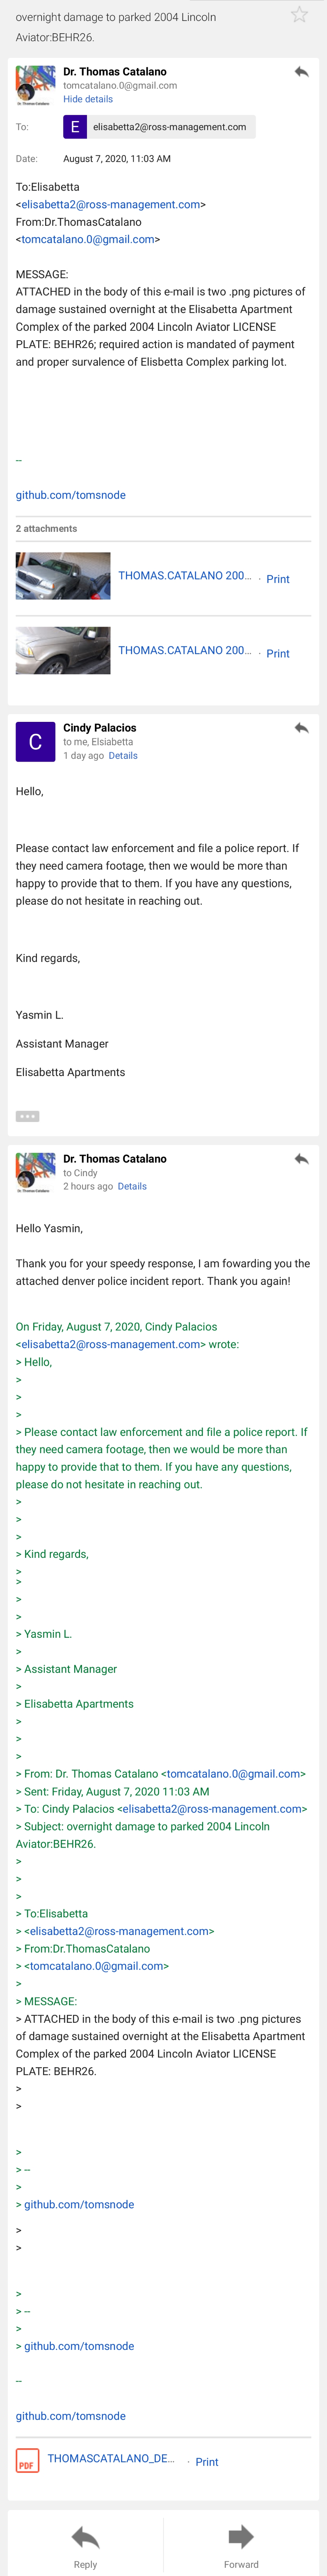 overnight damage to parked 2004 Lincoln
Aviator:BEHR26.
Dr. Thomas Catalano
tomcatalano.0@gmail.com
Hide details
To:
E
elisabetta2@ross-management.com
Date:
August 7, 2020, 11:03 AM
To:Elisabetta
<elisabetta2@ross-management.com>
From:Dr.ThomasCatalano
<tomcatalano.0@gmail.com>
MESSAGE:
ATTACHED in the body of this e-mail is two .png pictures of
damage sustained overnight at the Elisabetta Apartment
Complex of the parked 2004 Lincoln Aviator LICENSE
PLATE: BEHR26; required action is mandated of payment
and proper survalence of Elisbetta Complex parking lot.
--
github.com/tomsnode
2 attachments
THOMAS.CATALANO 200... · Print
THOMAS.CATALANO 200... · Print
C
Cindy Palacios
to me, Elsiabetta
1 day ago Details
Hello,
Please contact law enforcement and file a police report. If
they need camera footage, then we would be more than
happy to provide that to them. If you have any questions,
please do not hesitate in reaching out.
Kind regards,
Yasmin L.
Assistant Manager
Elisabetta Apartments
Dr. Thomas Catalano
to Cindy
2 hours ago Details
Hello Yasmin,
Thank you for your speedy response, I am fowarding you the
attached denver police incident report. Thank you again!
On Friday, August 7, 2020, Cindy Palacios
<elisabetta2@ross-management.com> wrote:
> Hello,
>
>
>
> Please contact law enforcement and file a police report. If
they need camera footage, then we would be more than
happy to provide that to them. If you have any questions,
please do not hesitate in reaching out.
>
>
>
> Kind regards,
>
>
>
>
> Yasmin L.
>
> Assistant Manager
>
> Elisabetta Apartments
>
>
>
> From: Dr. Thomas Catalano <tomcatalano.0@gmail.com>
> Sent: Friday, August 7, 2020 11:03 AM
> To: Cindy Palacios <elisabetta2@ross-management.com>
> Subject: overnight damage to parked 2004 Lincoln
Aviator:BEHR26.
>
>
>
> To:Elisabetta
> <elisabetta2@ross-management.com>
> From:Dr.ThomasCatalano
> <tomcatalano.0@gmail.com>
>
> MESSAGE:
> ATTACHED in the body of this e-mail is two .png pictures
of damage sustained overnight at the Elisabetta Apartment
Complex of the parked 2004 Lincoln Aviator LICENSE
PLATE: BEHR26.
>
>
>
> --
>
> github.com/tomsnode
>
>
>
> --
>
> github.com/tomsnode
--
github.com/tomsnode
PDF
THOMASCATALANO_DE... · Print
Reply
Forward